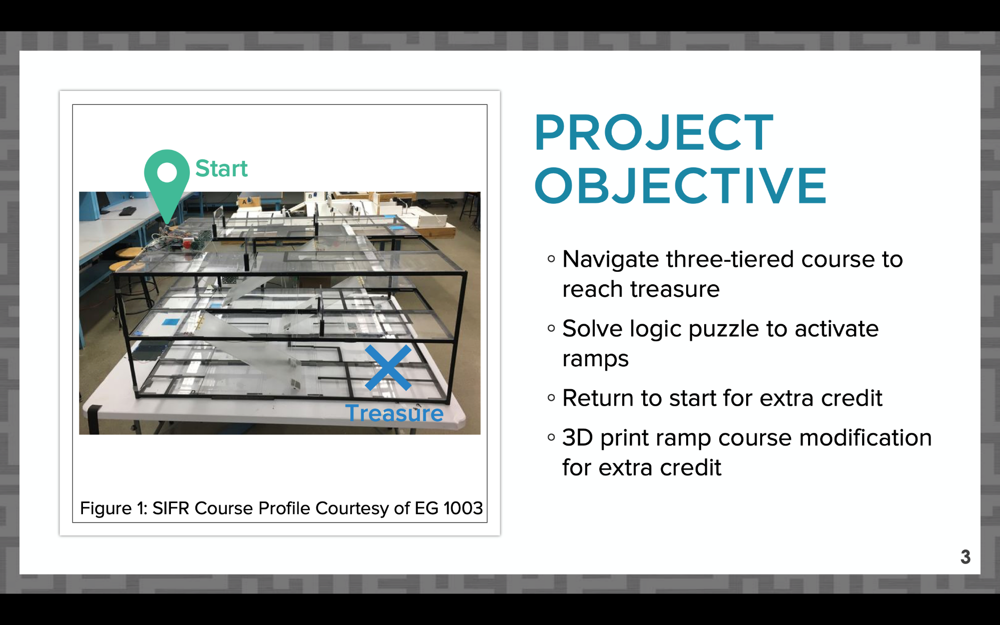 Start
A
B
Treasure
Figure 1: SIFR Course Profile Courtesy of EG 1003
PROJECT
OBJECTIVE
Navigate three-tiered course to
reach treasure
Solve logic puzzle to activate
ramps
Return to start for extra credit
3D print ramp course modification
for extra credit
3